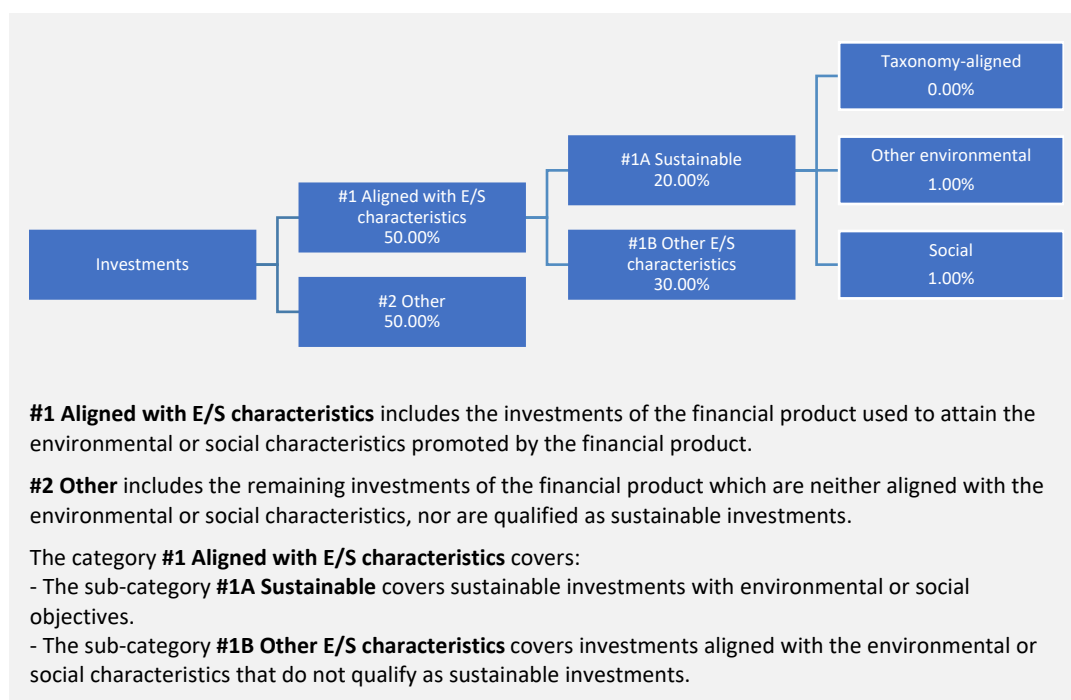 Taxonomy-aligned
0.00%
#1A Sustainable
20.00%
Other environmental
1.00%
#1 Aligned with E/S
characteristics
50.00%
Investments
#1B Other E/S
characteristics
30.00%
Social
1.00%
#2 Other
50.00%
#1 Aligned with E/S characteristics includes the investments of the financial product used to attain the
environmental or social characteristics promoted by the financial product.
#2 Other includes the remaining investments of the financial product which are neither aligned with the
environmental or social characteristics, nor are qualified as sustainable investments.
The category #1 Aligned with E/S characteristics covers:
- The sub-category #1A Sustainable covers sustainable investments with environmental or social
objectives.
- The sub-category #1B Other E/S characteristics covers investments aligned with the environmental or
social characteristics that do not qualify as sustainable investments.